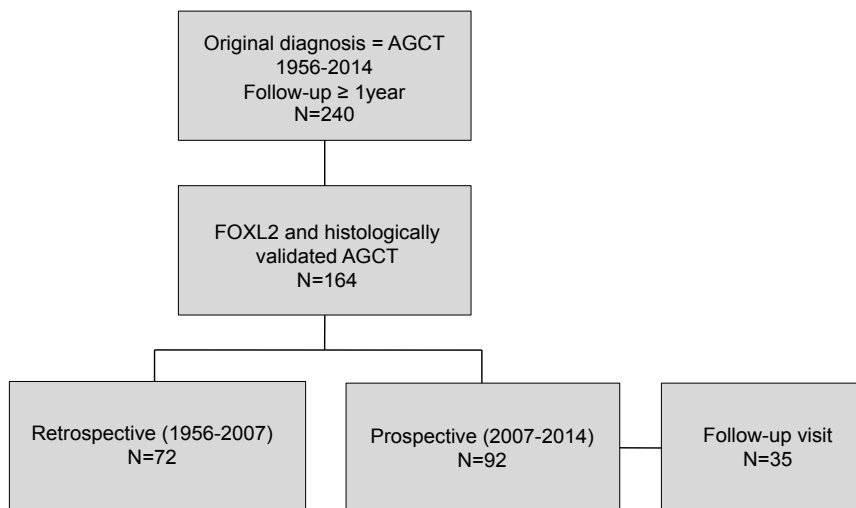 Original diagnosis = AGCT
1956-2014
Follow-up ≥ 1year
N=240
FOXL2 and histologically
validated AGCT
N=164
Retrospective (1956-2007)
N=72
Prospective (2007-2014)
N=92
Follow-up visit
N=35